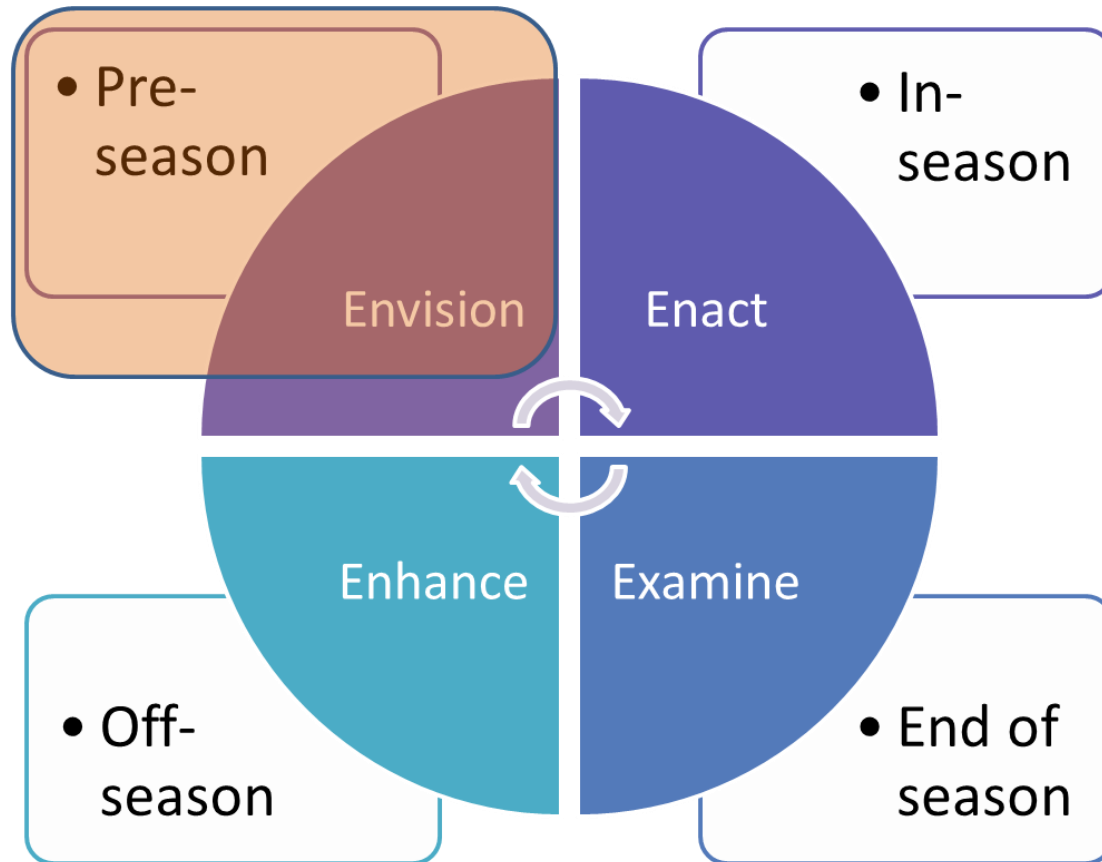 • Pre-
season
• In-
season
Envision
Enact
Enhance
Examine
• Off-
season
• End of
season